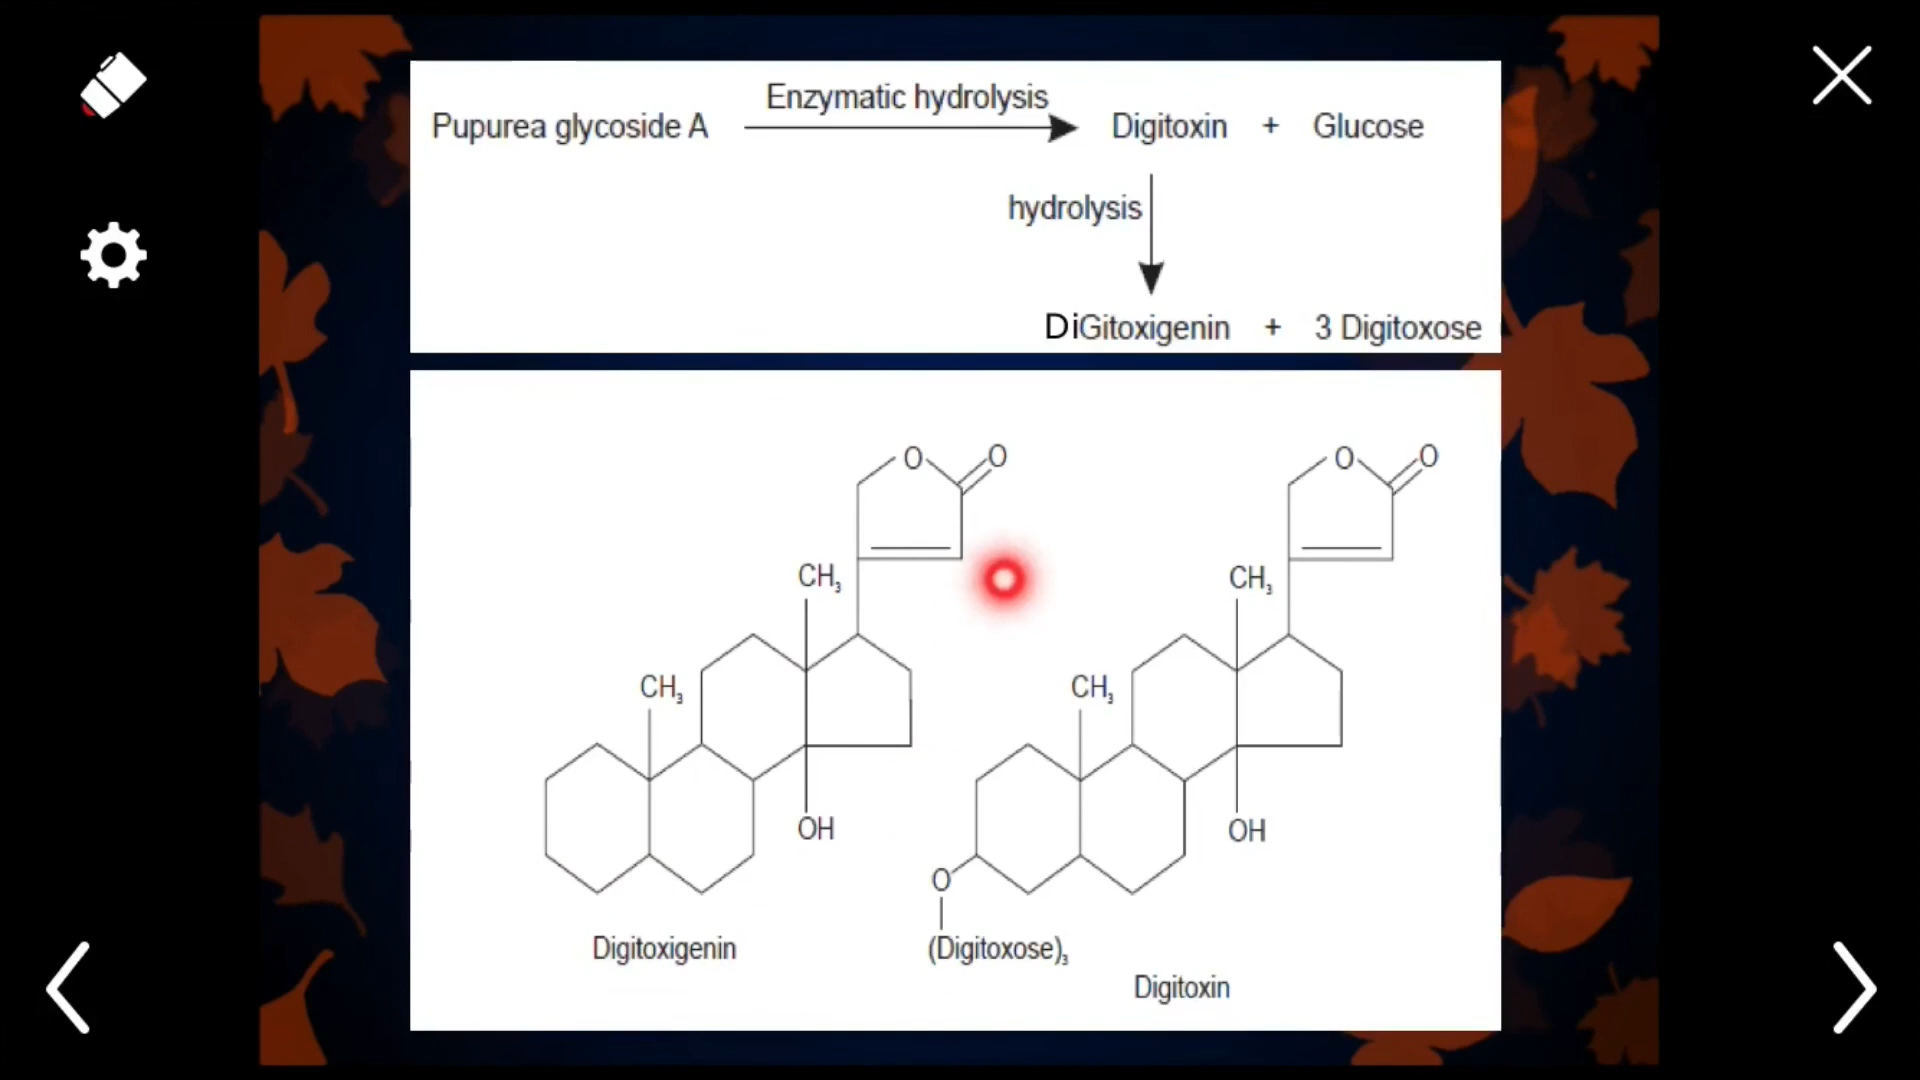 Enzymatic hydrolysis
Pupurea glycoside A Digitoxin + Glucose
hydrolysis
DiGitoxigenin + 3 Digitoxose
O O
CH₃
CH₃
OH
Digitoxigenin
O O
CH₃
CH₃
OH
O
(Digitoxose)₃
Digitoxin